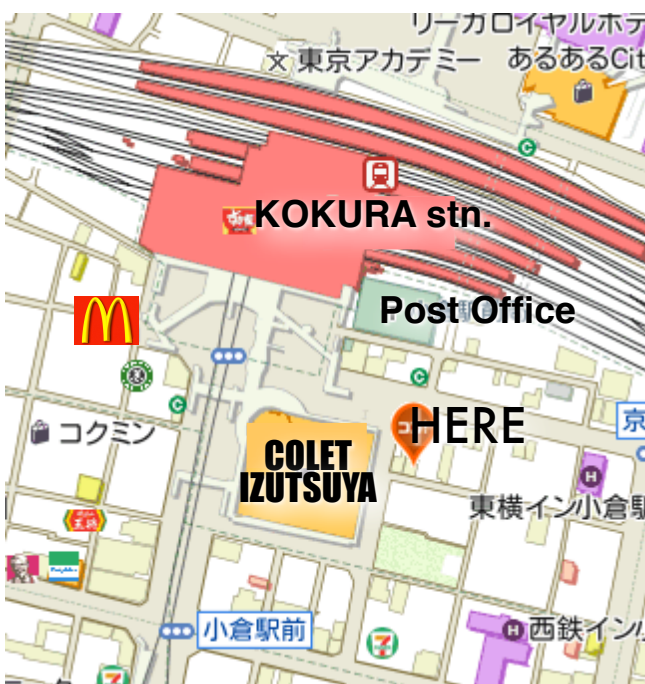 リーガロイヤルホテ
東京アカデミー
あるあるCit
KOKURA stn.
Post Office
HERE
コクミン
COLET
IZUTSUYA
京
東横イン小倉駅
小倉駅前
西鉄イン